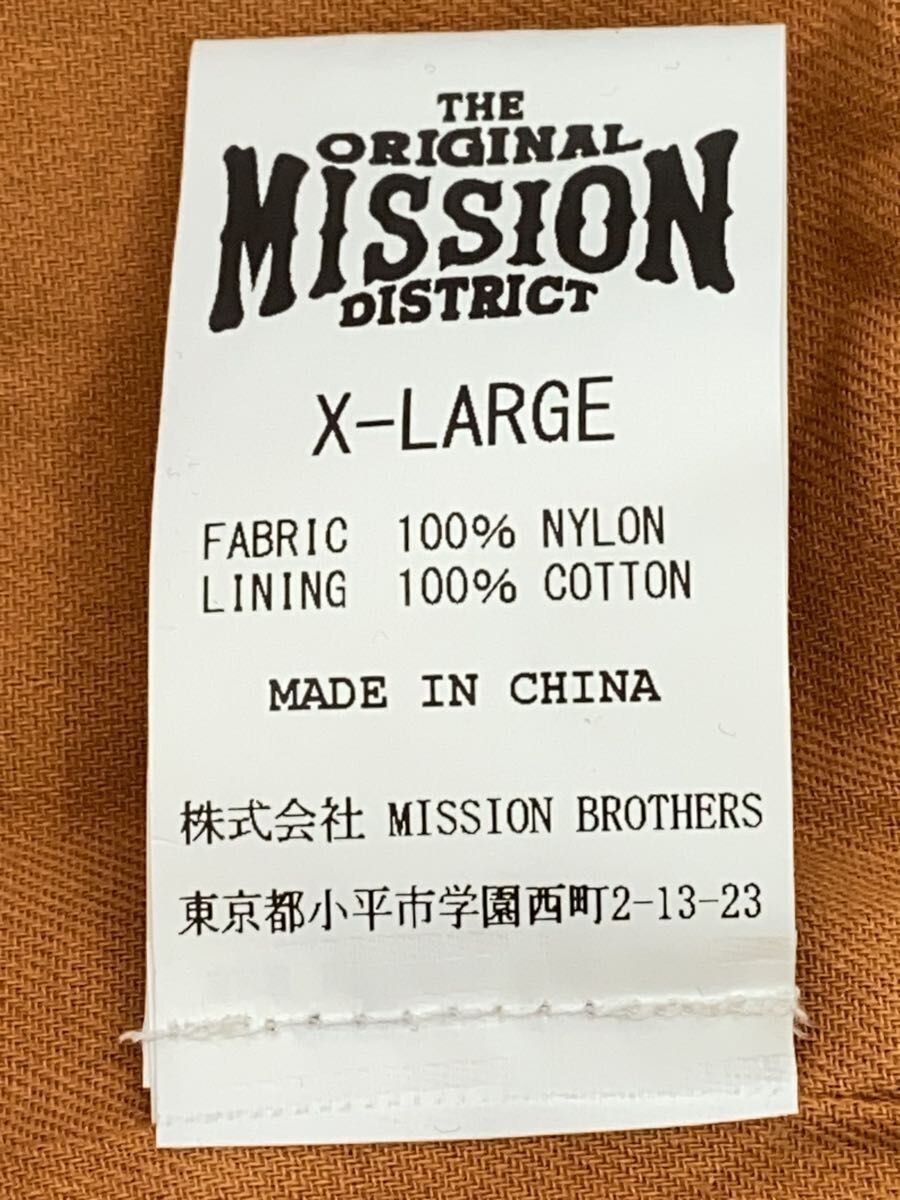 THE
ORIGINAL
MISSION
DISTRICT
X-LARGE
FABRIC 100% NYLON
LINING 100% COTTON
MADE IN CHINA
株式会社 MISSION BROTHERS
東京都小平市学園西町2-13-23